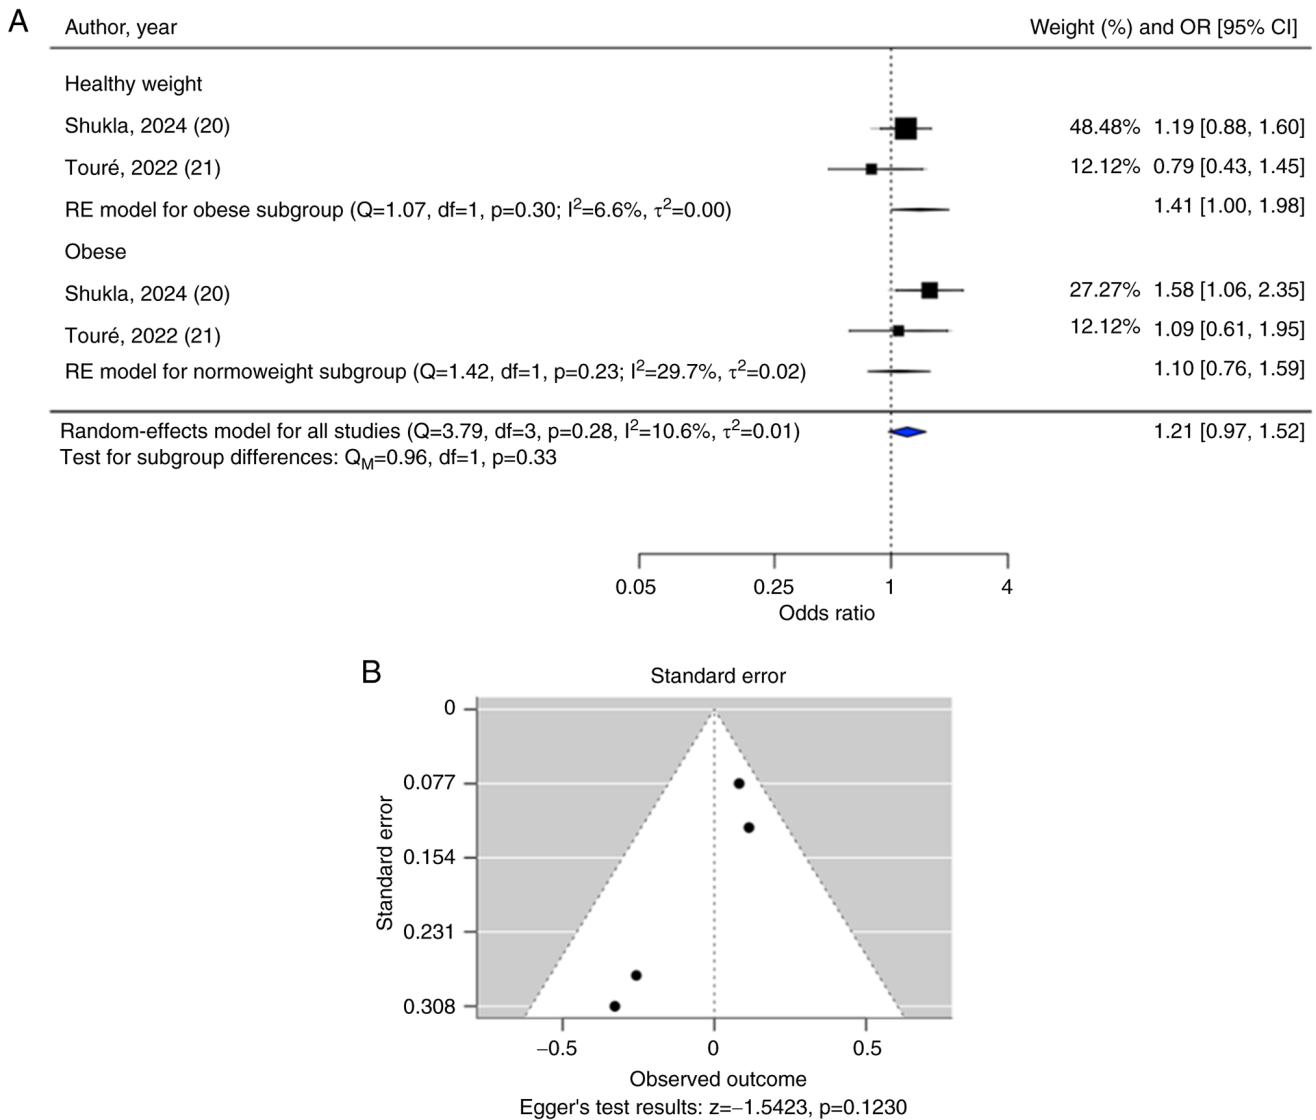 A
Author, year Weight (%) and OR [95% CI]
Healthy weight
Shukla, 2024 (20) 48.48% 1.19 [0.88, 1.60]
Touré, 2022 (21) 12.12% 0.79 [0.43, 1.45]
RE model for obese subgroup (Q=1.07, df=1, p=0.30; I²=6.6%, τ²=0.00) 1.41 [1.00, 1.98]
Obese
Shukla, 2024 (20) 27.27% 1.58 [1.06, 2.35]
Touré, 2022 (21) 12.12% 1.09 [0.61, 1.95]
RE model for normoweight subgroup (Q=1.42, df=1, p=0.23; I²=29.7%, τ²=0.02) 1.10 [0.76, 1.59]
Random-effects model for all studies (Q=3.79, df=3, p=0.28, I²=10.6%, τ²=0.01) 1.21 [0.97, 1.52]
Test for subgroup differences: Q_M=0.96, df=1, p=0.33
0.05 0.25 1 4
Odds ratio
B
Standard error
0
0.077
0.154
0.231
0.308
Standard error
−0.5 0 0.5
Observed outcome
Egger's test results: z=−1.5423, p=0.1230